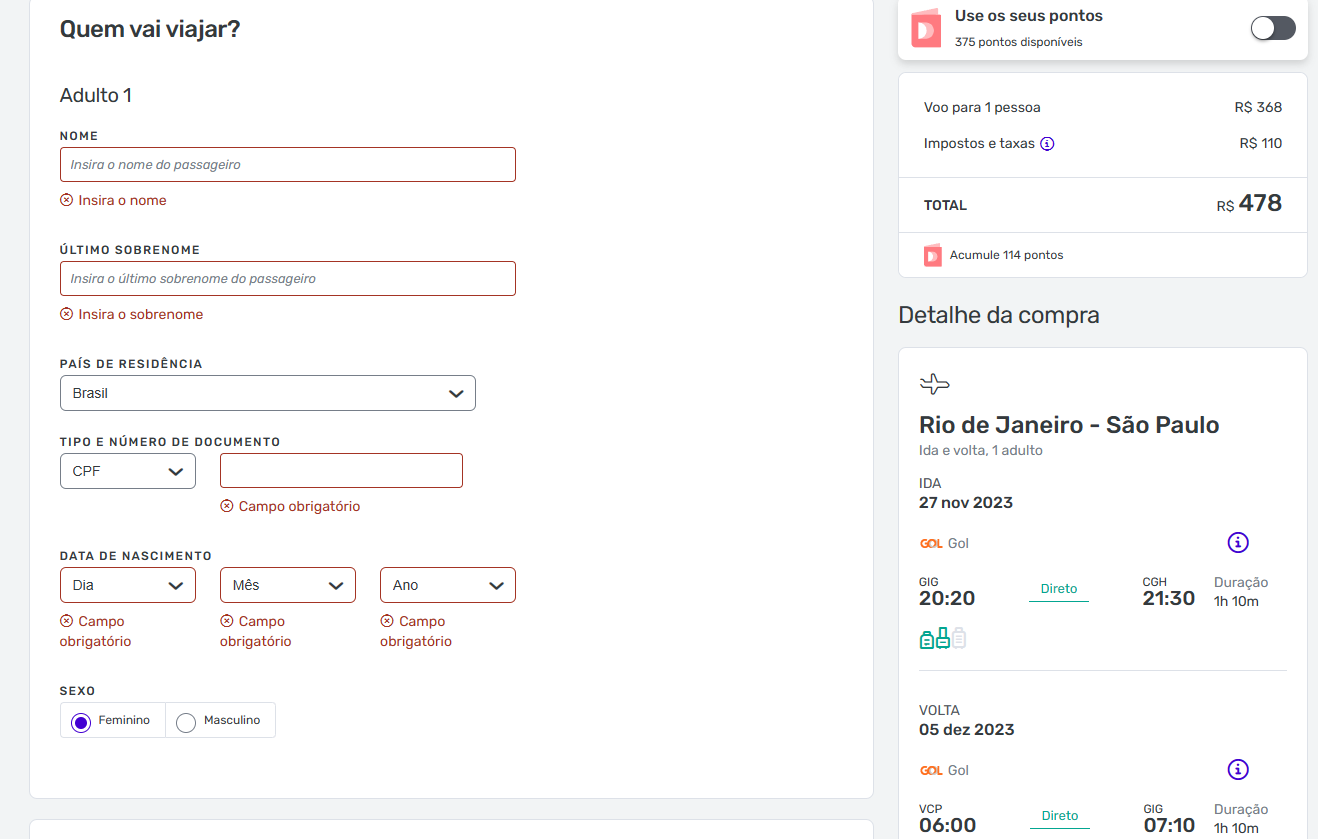 Quem vai viajar?
Adulto 1
NOME
Insira o nome do passageiro
Insira o nome
ÚLTIMO SOBRENOME
Insira o último sobrenome do passageiro
Insira o sobrenome
PAÍS DE RESIDÊNCIA
Brasil
TIPO E NÚMERO DE DOCUMENTO
CPF
Campo obrigatório
DATA DE NASCIMENTO
Dia Mês Ano
Campo Campo Campo
obrigatório obrigatório obrigatório
SEXO
Feminino Masculino
Use os seus pontos
375 pontos disponíveis
Voo para 1 pessoa R$ 368
Impostos e taxas R$ 110
TOTAL R$ 478
Acumule 114 pontos
Detalhe da compra
Rio de Janeiro - São Paulo
Ida e volta, 1 adulto
IDA
27 nov 2023
GOL Gol
GIG CGH Duração
20:20 Direto 21:30 1h 10m
VOLTA
05 dez 2023
GOL Gol
VCP GIG Duração
06:00 Direto 07:10 1h 10m